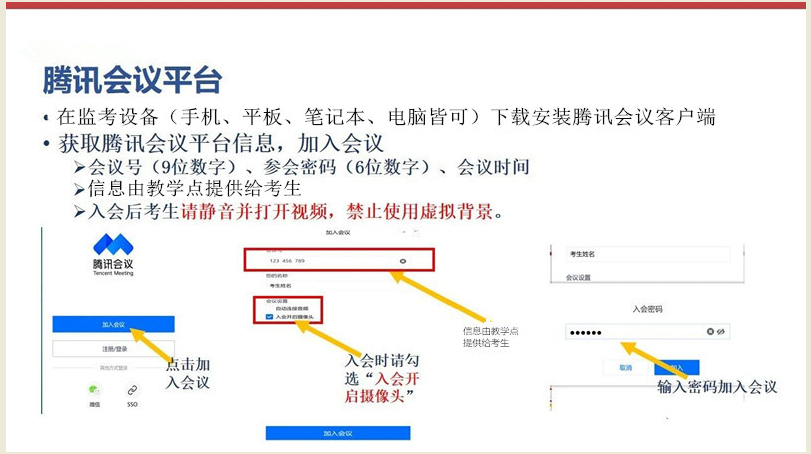 腾讯会议平台
• 在监考设备（手机、平板、笔记本、电脑皆可）下载安装腾讯会议客户端
• 获取腾讯会议平台信息，加入会议
➢会议号（9位数字）、参会密码（6位数字）、会议时间
➢信息由教学点提供给考生
➢入会后考生请静音并打开视频，禁止使用虚拟背景。
腾讯会议
Tencent Meeting
加入会议
注册/登录
其他方式登录
微信
SSO
点击加
入会议
加入会议
123 456 789
您的名称
考生姓名
会议设置
自动连接音频
入会开启摄像头
入会时请勾
选“入会开
启摄像头”
加入会议
信息由教学点
提供给考生
考生姓名
会议设置
入会密码
●●●●●●
取消
加入
输入密码加入会议